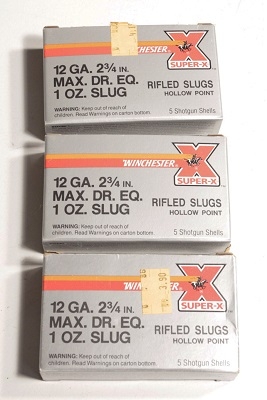 WINCHESTER
X
SUPER-X
12 GA. 2¾ IN.
MAX. DR. EQ.
1 OZ. SLUG
RIFLED SLUGS
HOLLOW POINT
WARNING: Keep out of reach of
children. Read Warnings on carton bottom.
5 Shotgun Shells
WINCHESTER
X
SUPER-X
12 GA. 2¾ IN.
MAX. DR. EQ.
1 OZ. SLUG
RIFLED SLUGS
HOLLOW POINT
WARNING: Keep out of reach of
children. Read Warnings on carton bottom.
5 Shotgun Shells
X
SUPER-X
3.90
12 GA. 2¾ IN.
MAX. DR. EQ.
1 OZ. SLUG
RIFLED SLUGS
HOLLOW POINT
WARNING: Keep out of reach of
children. Read Warnings on carton bottom.
5 Shotgun Shells